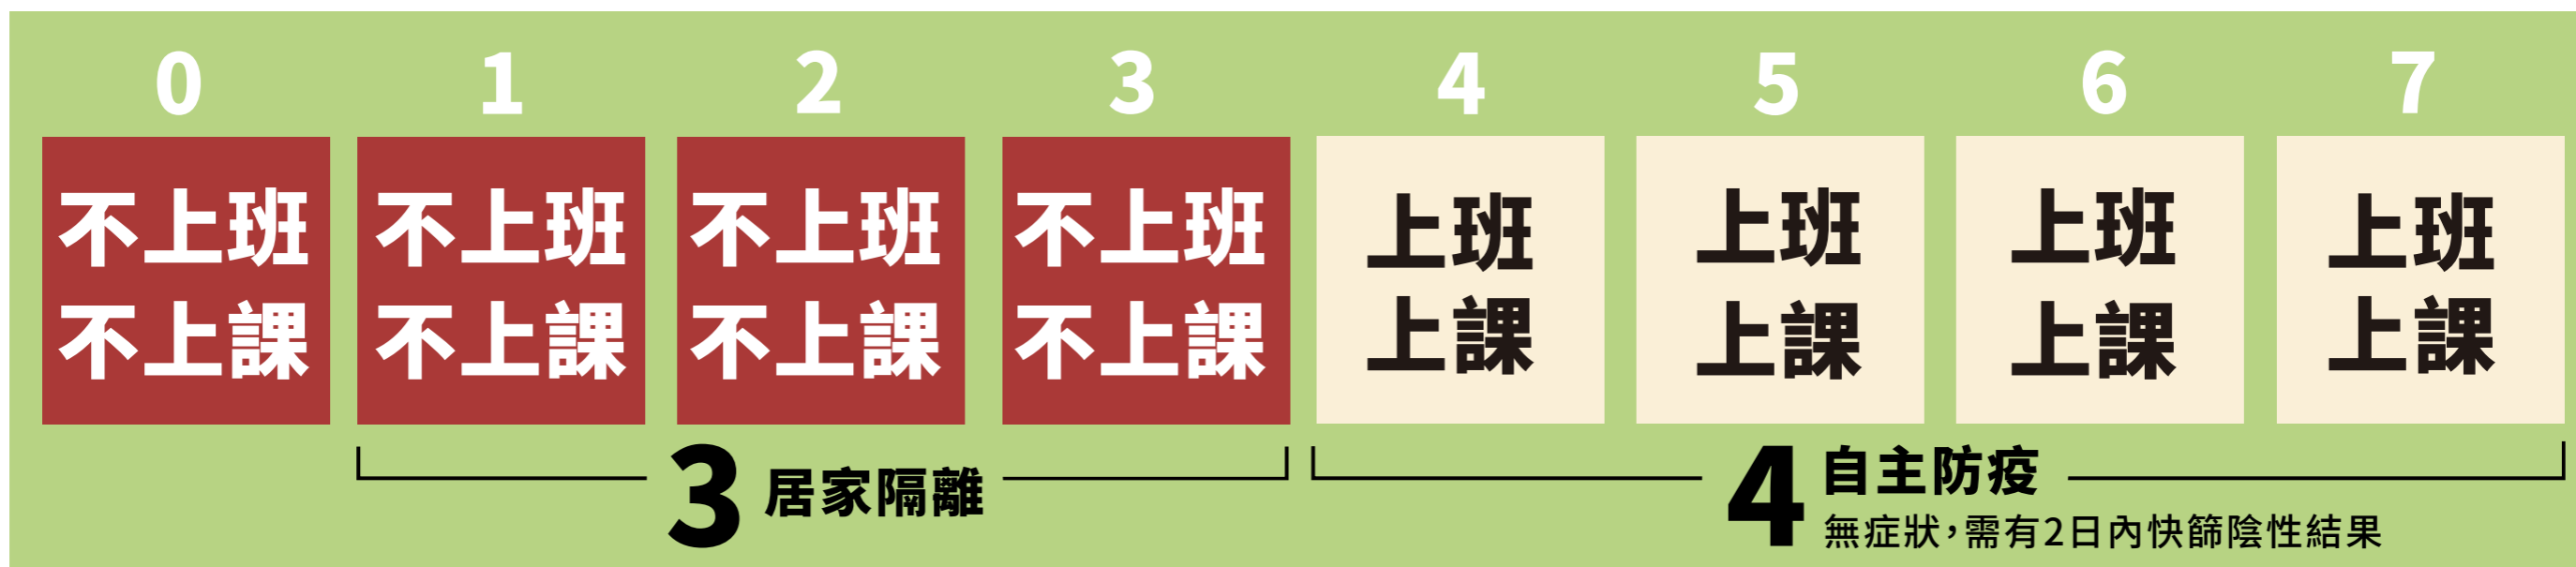 0 1 2 3 4 5 6 7
不上班 不上班 不上班 不上班 上班 上班 上班 上班
不上課 不上課 不上課 不上課 上課 上課 上課 上課
3 居家隔離 4 自主防疫
無症狀，需有2日內快篩陰性結果